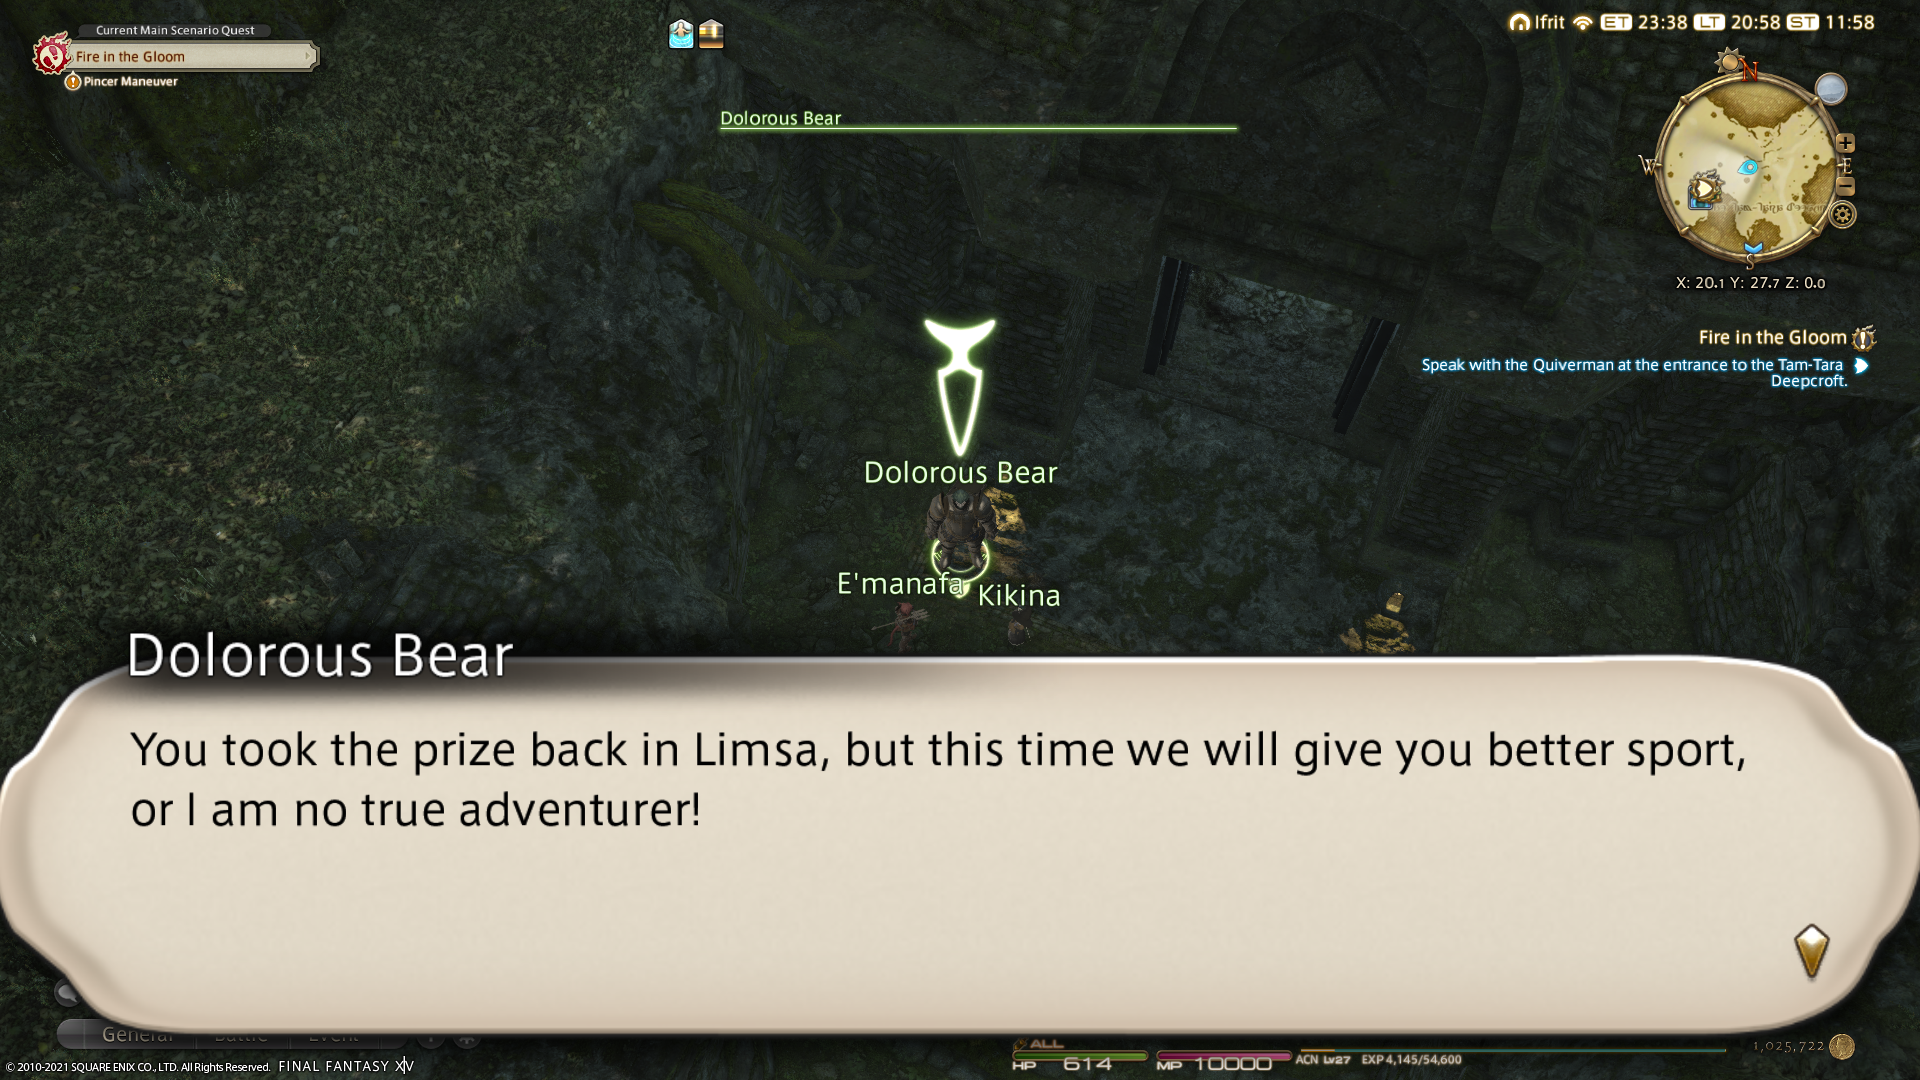 Current Main Scenario Quest
Fire in the Gloom
Pincer Maneuver
Ifrit ET 23:38 LT 20:58 ST 11:58
Dolorous Bear
N
W
E
S
X: 20.1 Y: 27.7 Z: 0.0
Fire in the Gloom
Speak with the Quiverman at the entrance to the Tam-Tara
Deepcroft.
Dolorous Bear
E'manafa
Kikina
Dolorous Bear
You took the prize back in Limsa, but this time we will give you better sport,
or I am no true adventurer!
General Battle Event
ALL
HP 614 MP 10000 ACN Lv27 EXP 4,145/54,600
1,025,722
© 2010-2021 SQUARE ENIX CO., LTD. All Rights Reserved. FINAL FANTASY XIV